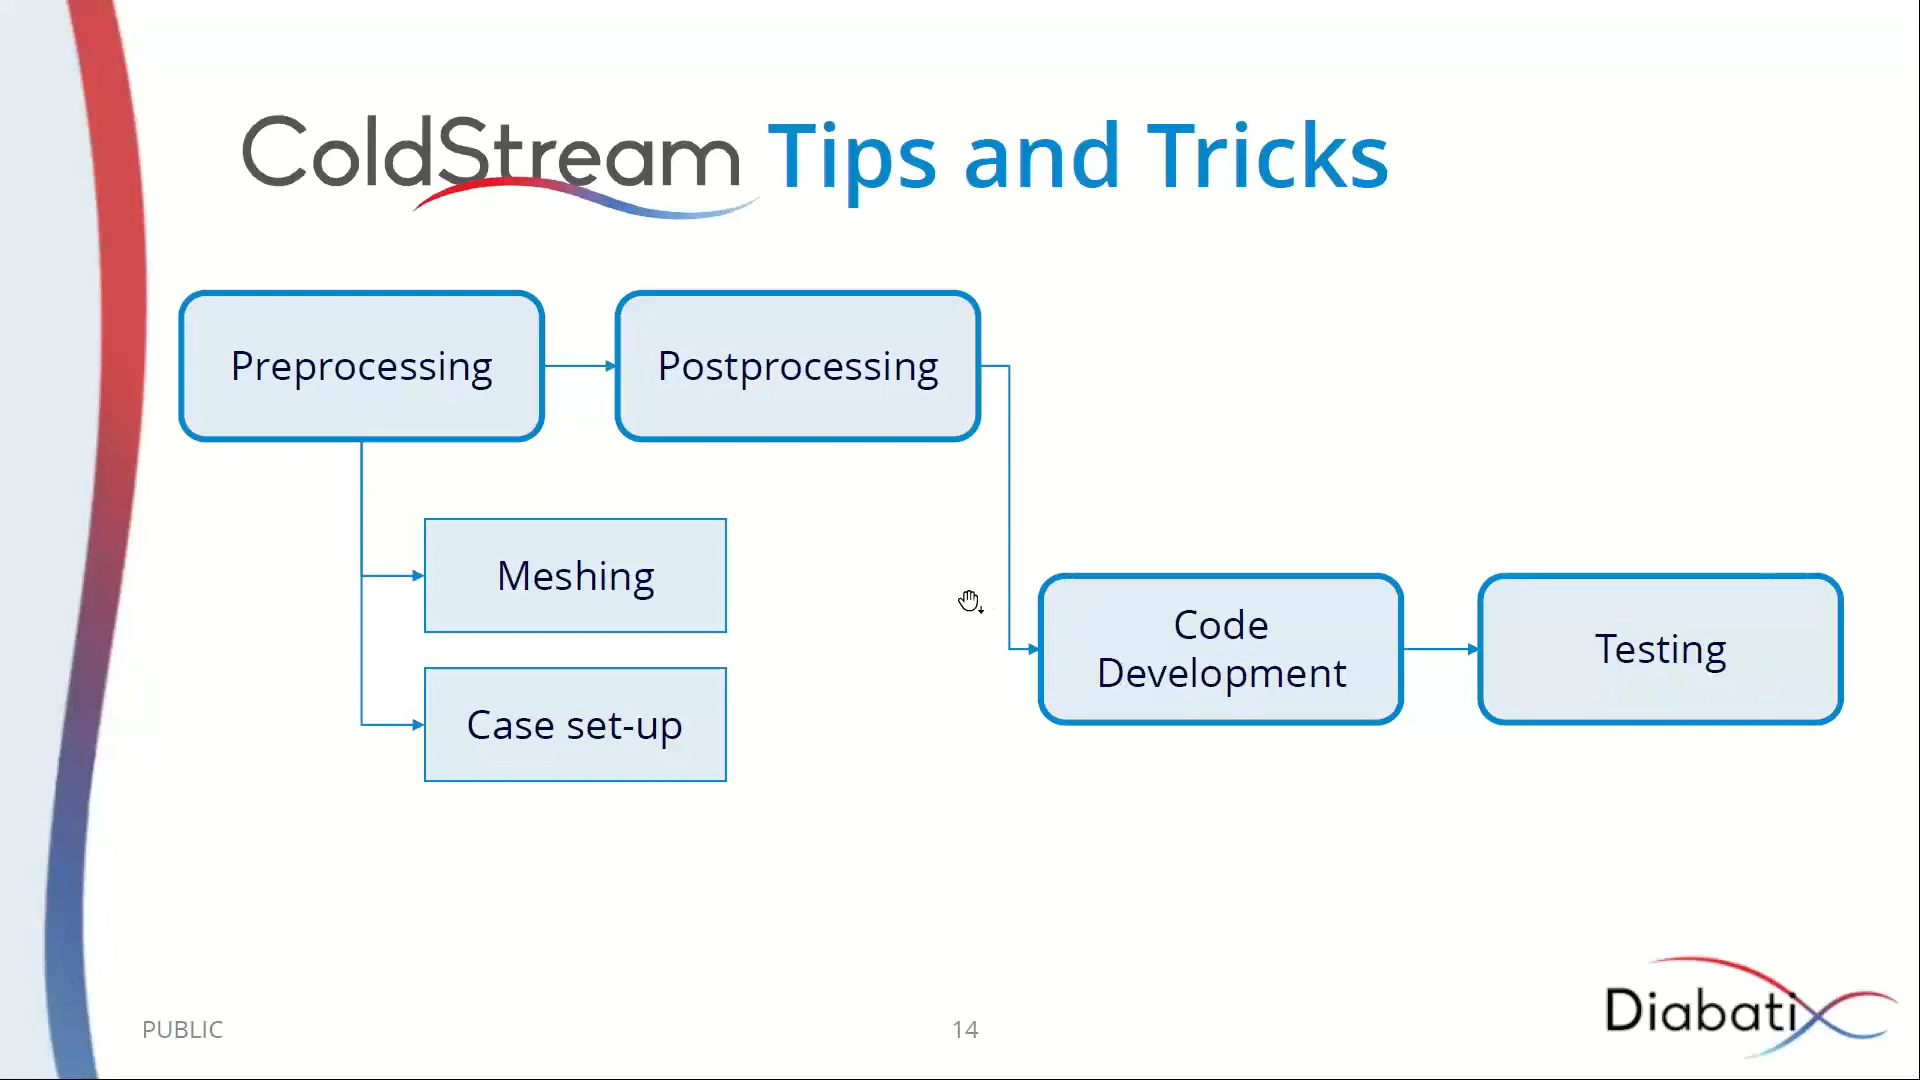 ColdStream Tips and Tricks
Preprocessing
Postprocessing
Meshing
Case set-up
Code
Development
Testing
PUBLIC
14
Diabatix